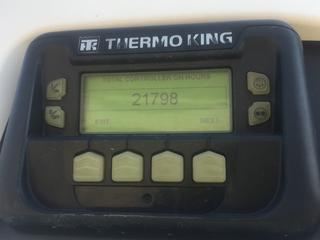 THERMO KING
TOTAL CONTROLLER ON HOURS
21798
EXIT NEXT